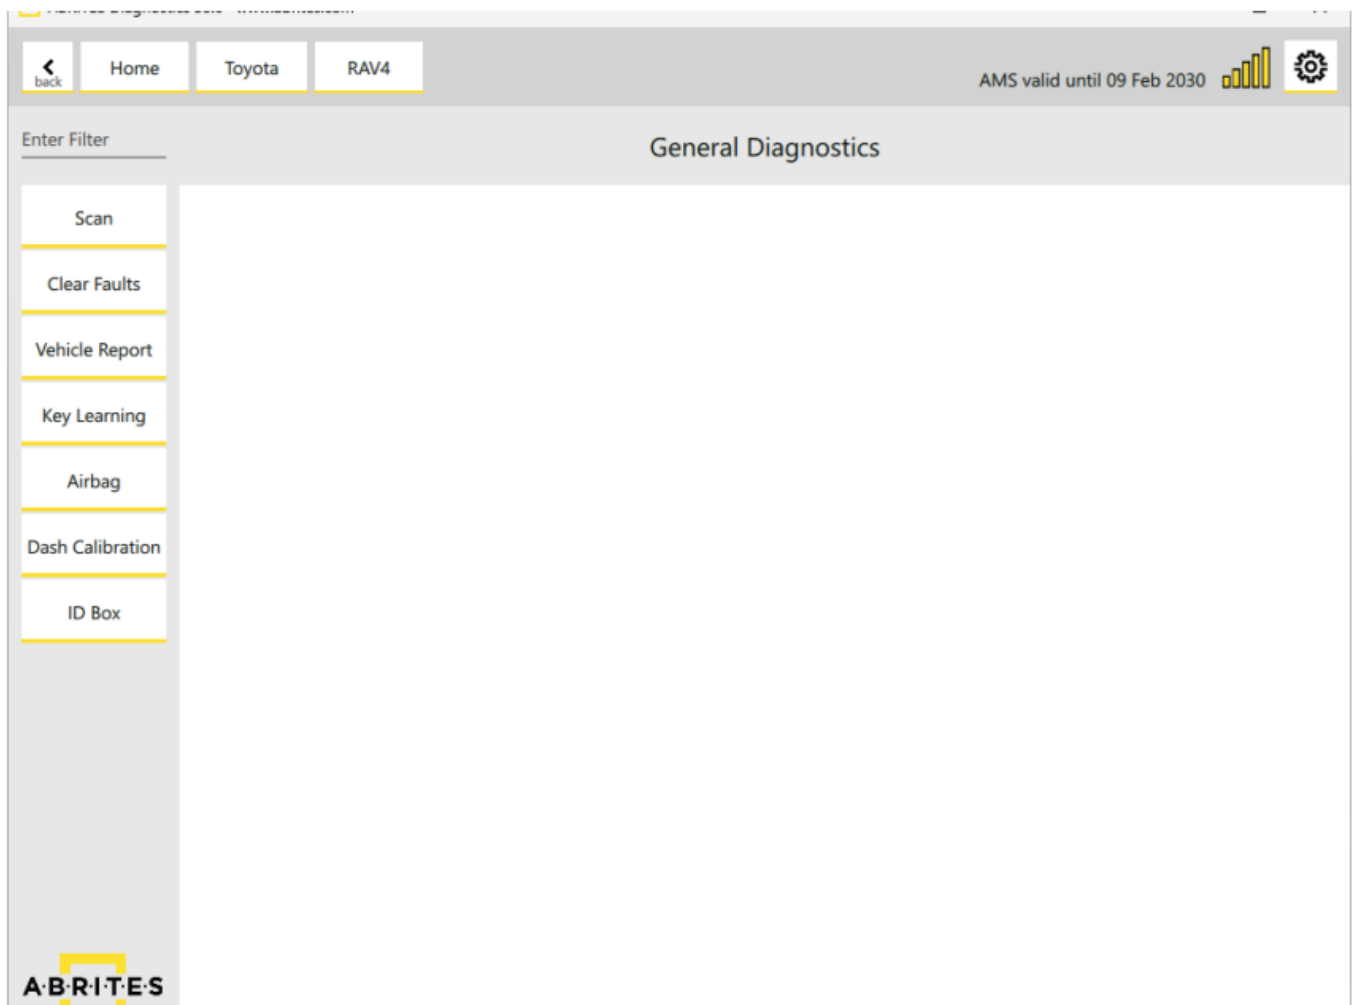 back
Home
Toyota
RAV4
AMS valid until 09 Feb 2030
Enter Filter
General Diagnostics
Scan
Clear Faults
Vehicle Report
Key Learning
Airbag
Dash Calibration
ID Box
A·B·R·I·T·E·S